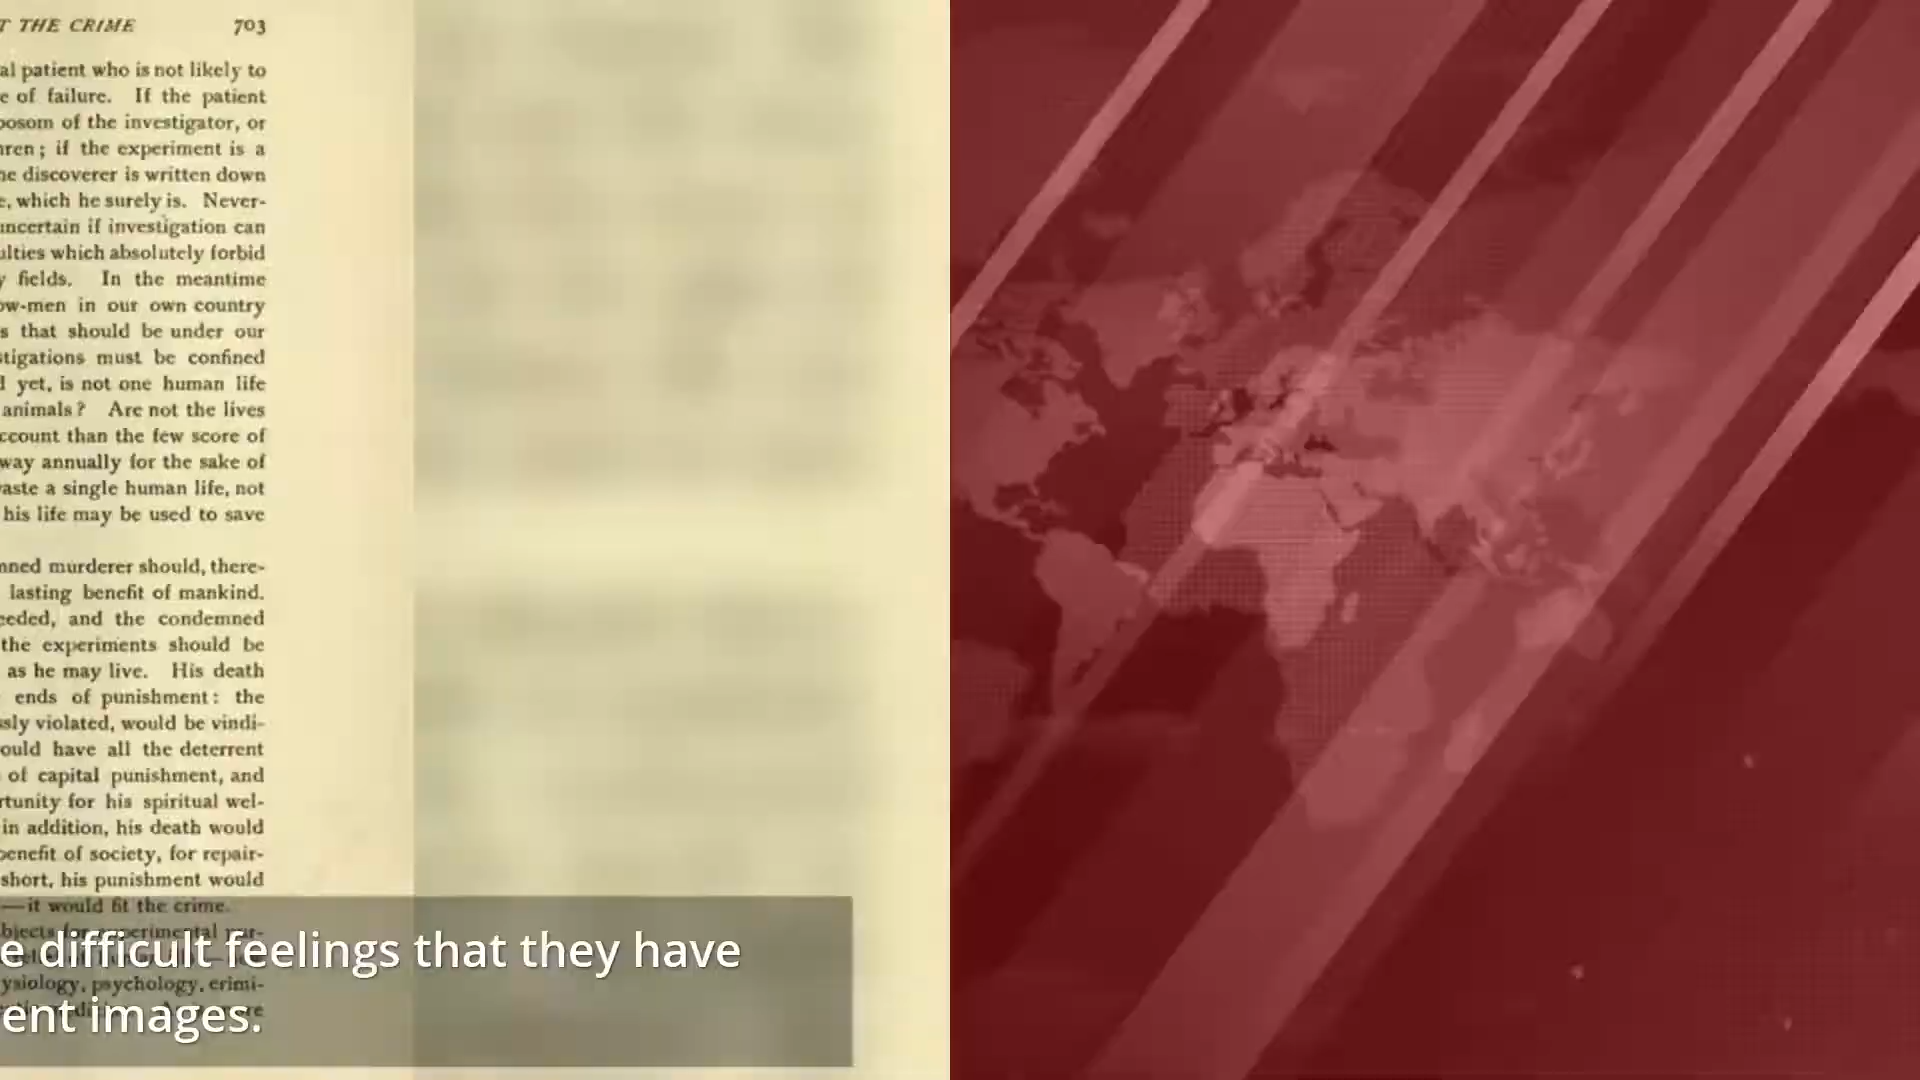 T THE CRIME 703
al patient who is not likely to
e of failure. If the patient
bosom of the investigator, or
ren; if the experiment is a
he discoverer is written down
e, which he surely is. Never-
uncertain if investigation can
ulties which absolutely forbid
y fields. In the meantime
ow-men in our own country
s that should be under our
stigations must be confined
d yet, is not one human life
animals? Are not the lives
ccount than the few score of
way annually for the sake of
aste a single human life, not
his life may be used to save
nned murderer should, there-
lasting benefit of mankind.
eeded, and the condemned
the experiments should be
as he may live. His death
ends of punishment: the
ssly violated, would be vindi-
ould have all the deterrent
of capital punishment, and
rtunity for his spiritual wel-
in addition, his death would
benefit of society, for repair-
short, his punishment would
—it would fit the crime.
bjects for experimental pur-
e difficult feelings that they have
ysiology, psychology, crimi-
ent images.